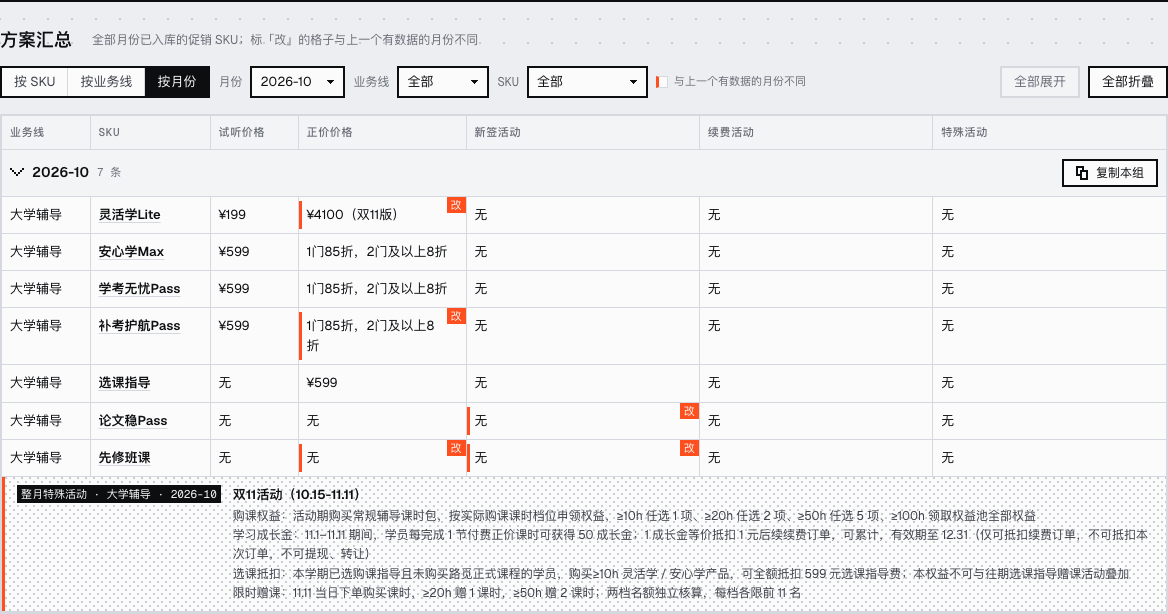 方案汇总 全部月份已入库的促销 SKU；标「改」的格子与上一个有数据的月份不同。
按 SKU 按业务线 按月份 月份 2026-10 业务线 全部 SKU 全部 与上一个有数据的月份不同 全部展开 全部折叠
业务线 SKU 试听价格 正价价格 新签活动 续费活动 特殊活动
2026-10 7 条 复制本组
大学辅导 灵活学Lite ¥199 ¥4100（双11版） 改 无 无 无
大学辅导 安心学Max ¥599 1门85折，2门及以上8折 无 无 无
大学辅导 学考无忧Pass ¥599 1门85折，2门及以上8折 无 无 无
大学辅导 补考护航Pass ¥599 1门85折，2门及以上8 改 无 无 无
折
大学辅导 选课指导 无 ¥599 无 无 无
大学辅导 论文稳Pass 无 无 无 改 无 无
大学辅导 先修班课 无 无 改 无 改 无 无
整月特殊活动 · 大学辅导 · 2026-10 双11活动（10.15-11.11）
购课权益：活动期购买常规辅导课时包，按实际购课课时档位申领权益，≥10h 任选 1 项、≥20h 任选 2 项、≥50h 任选 5 项、≥100h 领取权益池全部权益
学习成长金：11.1–11.11 期间，学员每完成 1 节付费正价课时可获得 50 成长金；1 成长金等价抵扣 1 元后续续费订单，可累计，有效期至 12.31（仅可抵扣续费订单，不可抵扣本
次订单，不可提现、转让）
选课抵扣：本学期已选购课指导且未购买路觅正式课程的学员，购买≥10h 灵活学 / 安心学产品，可全额抵扣 599 元选课指导费；本权益不可与往期选课指导赠课活动叠加
限时赠课：11.11 当日下单购买课时，≥20h 赠 1 课时，≥50h 赠 2 课时；两档名额独立核算，每档各限前 11 名